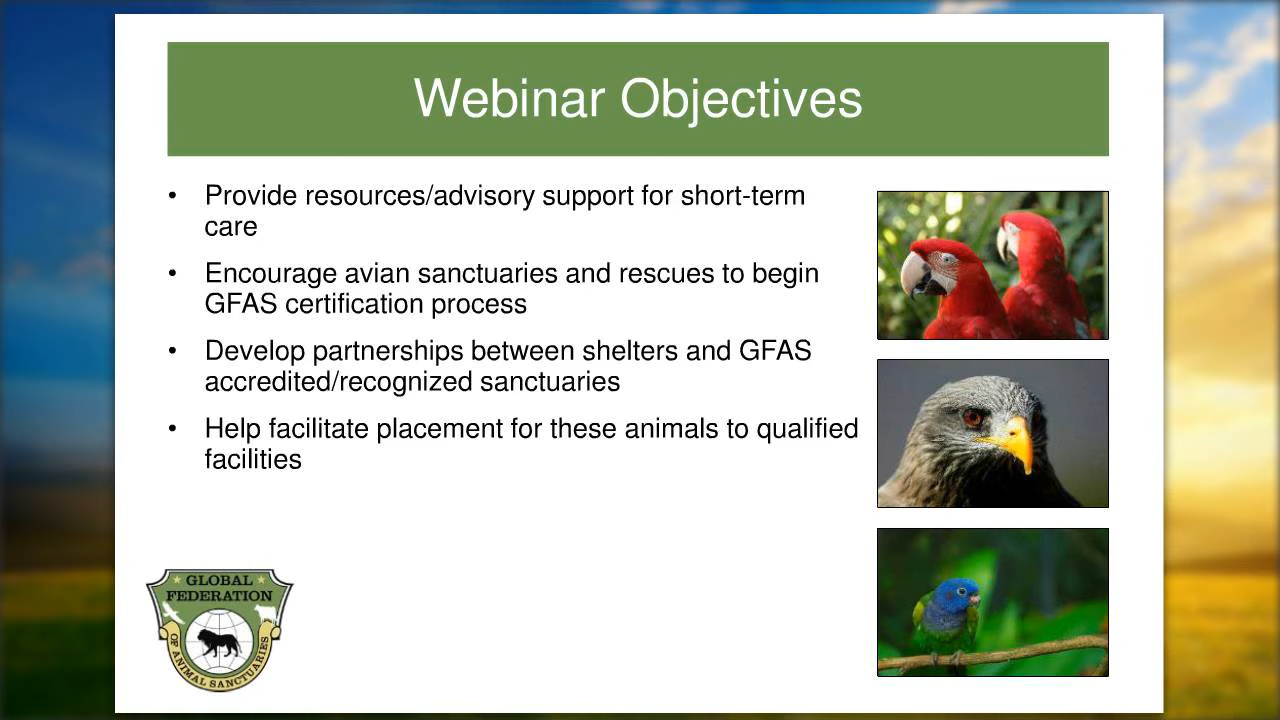 Webinar Objectives
• Provide resources/advisory support for short-term
care
• Encourage avian sanctuaries and rescues to begin
GFAS certification process
• Develop partnerships between shelters and GFAS
accredited/recognized sanctuaries
• Help facilitate placement for these animals to qualified
facilities
GLOBAL
FEDERATION
OF ANIMAL SANCTUARIES